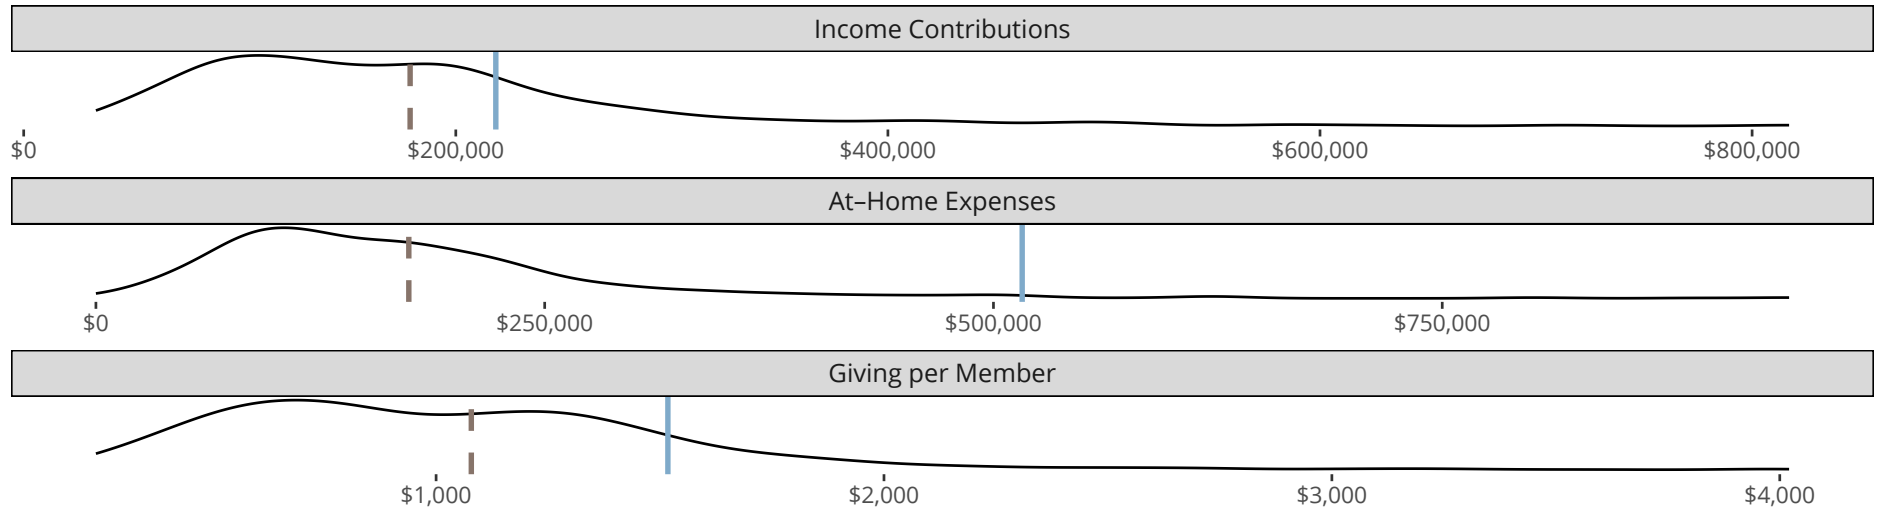 Income Contributions
$0 $200,000 $400,000 $600,000 $800,000
At–Home Expenses
$0 $250,000 $500,000 $750,000
Giving per Member
$1,000 $2,000 $3,000 $4,000